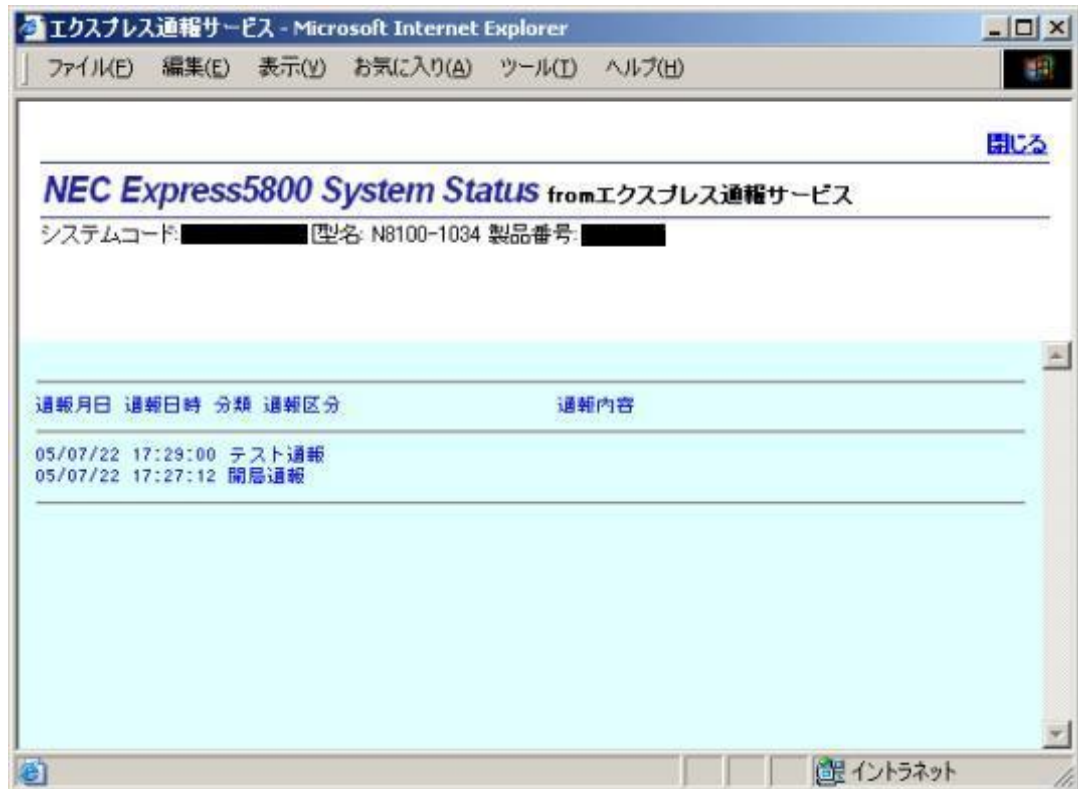 エクスプレス通報サービス - Microsoft Internet Explorer
ファイル(F) 編集(E) 表示(V) お気に入り(A) ツール(T) ヘルプ(H)
閉じる
NEC Express5800 System Status fromエクスプレス通報サービス
システムコード: 型名: N8100-1034 製品番号:
通報月日 通報日時 分類 通報区分 通報内容
05/07/22 17:29:00 テスト通報
05/07/22 17:27:12 開局通報
イントラネット